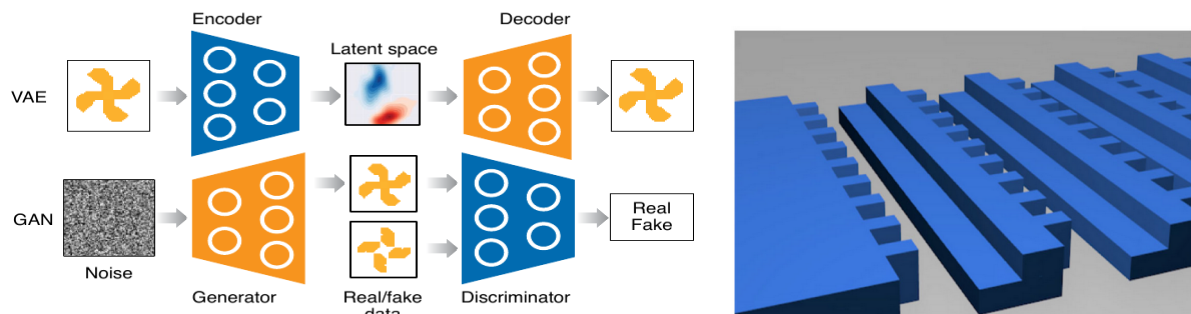 Encoder
Decoder
Latent space
VAE
GAN
Real
Fake
Noise
Generator
Real/fake
data
Discriminator